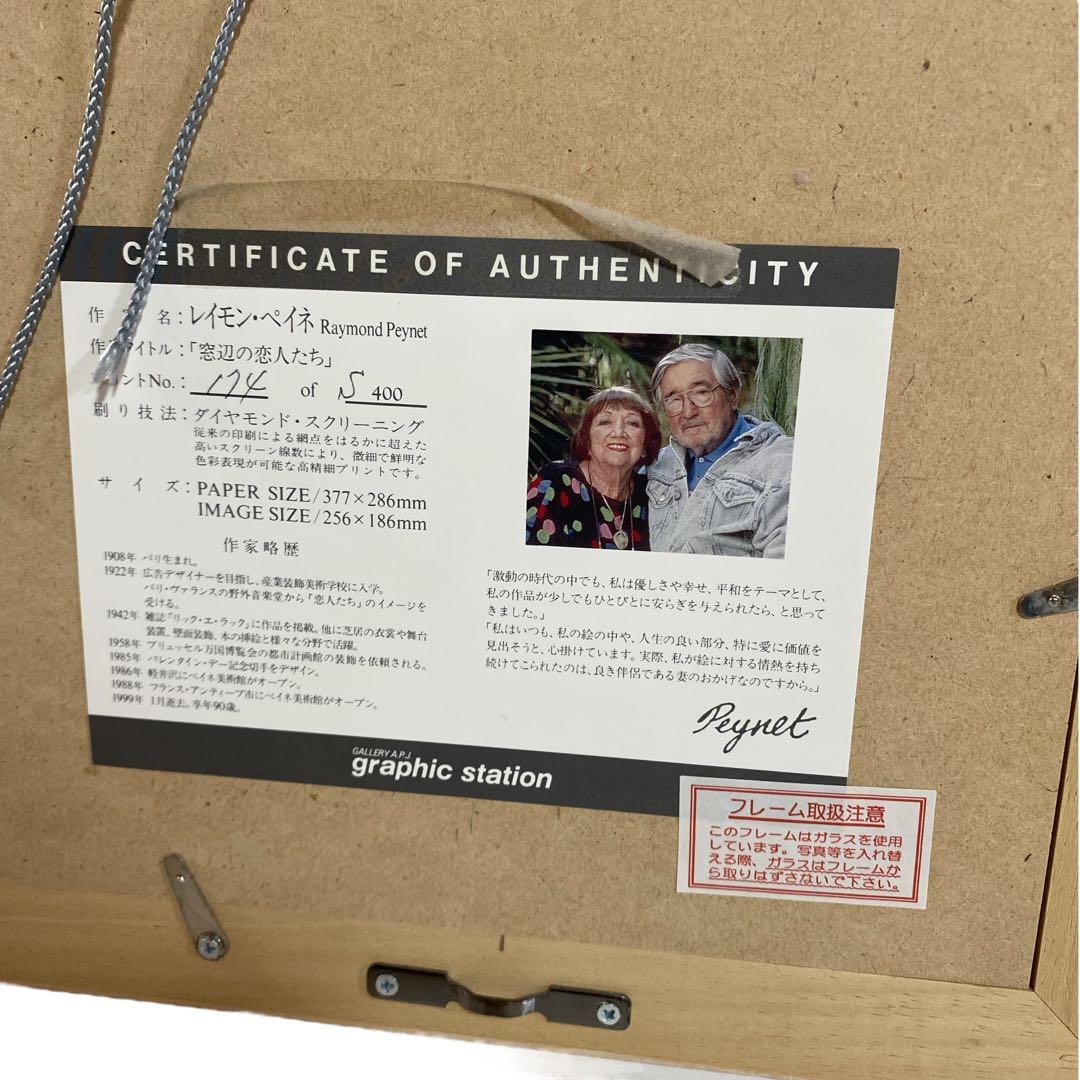 CERTIFICATE OF AUTHENTICITY
作 名：レイモン・ペイネ Raymond Peynet
作 イトル：「窓辺の恋人たち」
ントNo.： 174 of S 400
刷り技法：ダイヤモンド・スクリーニング
従来の印刷による網点をはるかに超えた
高いスクリーン線数により、微細で鮮明な
色彩表現が可能な高精細プリントです。
サイズ：PAPER SIZE/377×286mm
IMAGE SIZE/256×186mm
作家略歴
1908年 パリ生まれ。
1922年 広告デザイナーを目指し、産業装飾美術学校に入学。
パリ・ヴァランスの野外音楽堂から「恋人たち」のイメージを
受ける。
1942年 雑誌「リック・エ・ラック」に作品を掲載。他に芝居の衣裳や舞台
装置、壁面装飾、本の挿絵と様々な分野で活躍。
1958年 ブリュッセル万国博覧会の都市計画館の装飾を依頼される。
1985年 バレンタイン・デー記念切手をデザイン。
1986年 軽井沢にペイネ美術館がオープン。
1988年 フランス・アンティーブ市にペイネ美術館がオープン。
1999年 1月逝去。享年90歳。
「激動の時代の中でも、私は優しさや幸せ、平和をテーマとして、
私の作品が少しでもひとびとに安らぎを与えられたら、と思って
きました。」
「私はいつも、私の絵の中や、人生の良い部分、特に愛に価値を
見出そうと、心掛けています。実際、私が絵に対する情熱を持ち
続けてこられたのは、良き伴侶である妻のおかげなのですから。」
Peynet
GALLERY A.P.J
graphic station
フレーム取扱注意
このフレームはガラスを使用
しています。写真等を入れ替
える際、ガラスはフレームか
ら取りはずさないで下さい。